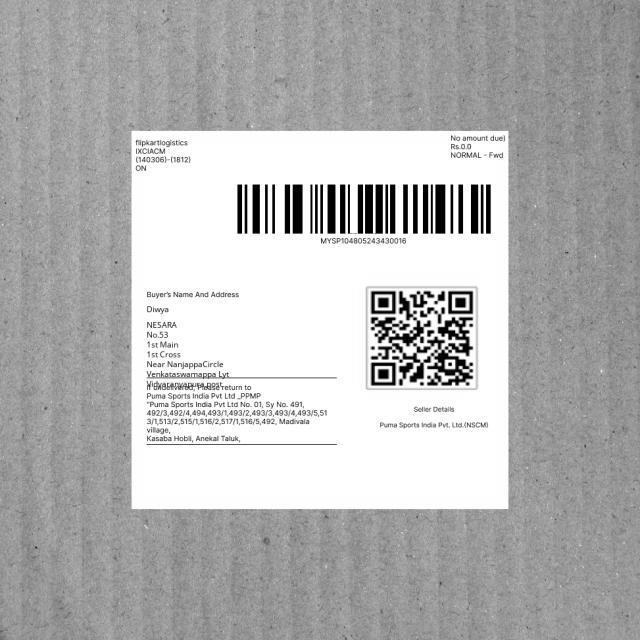 flipkartlogistics
IXCIACM
(140306)-(1812)
ON
No amount due)
Rs.0.0
NORMAL - Fwd
MYSP104805243430016
Buyer's Name And Address
Diwya
NESARA
No.53
1st Main
1st Cross
Near NanjappaCircle
Venkataswamappa Lyt
Vidyaranyapura post
If undelivered, Please return to
Puma Sports India Pvt Ltd _PPMP
"Puma Sports India Pvt Ltd No. 01, Sy No. 491,
492/3,492/4,494,493/1,493/2,493/3,493/4,493/5,51
3/1,513/2,515/1,516/2,517/1,516/5,492, Madivala
village,
Kasaba Hobli, Anekal Taluk,
Seller Details
Puma Sports India Pvt. Ltd.(NSCM)